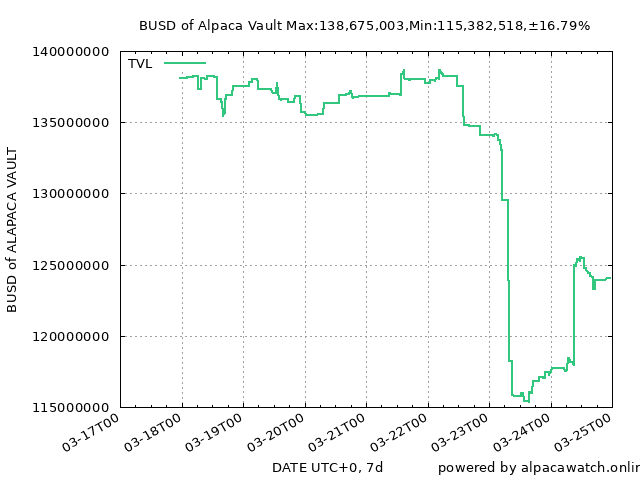 BUSD of Alpaca Vault Max:138,675,003,Min:115,382,518,±16.79%
TVL
140000000
135000000
130000000
125000000
120000000
115000000
BUSD of ALAPACA VAULT
03-17T00
03-18T00
03-19T00
03-20T00
03-21T00
03-22T00
03-23T00
03-24T00
03-25T00
DATE UTC+0, 7d
powered by alpacawatch.onlin